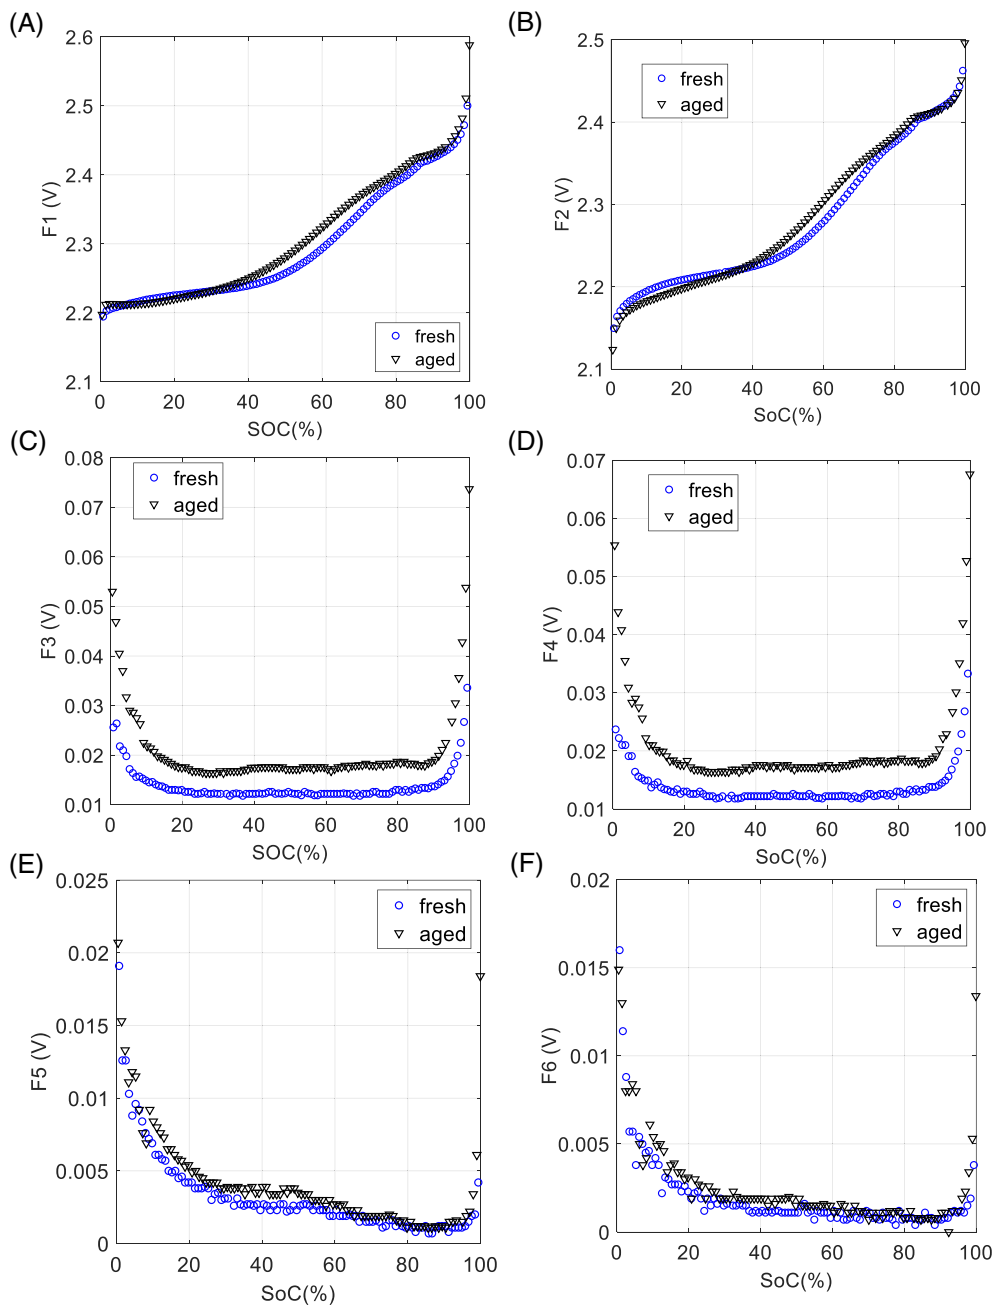 (A)
2.6
2.5
2.4
2.3
2.2
2.1
F1 (V)
fresh
aged
0 20 40 60 80 100
SOC(%)
(B)
2.5
2.4
2.3
2.2
2.1
F2 (V)
fresh
aged
0 20 40 60 80 100
SoC(%)
(C)
0.08
0.07
0.06
0.05
0.04
0.03
0.02
0.01
F3 (V)
fresh
aged
0 20 40 60 80 100
SOC(%)
(D)
0.07
0.06
0.05
0.04
0.03
0.02
0.01
F4 (V)
fresh
aged
0 20 40 60 80 100
SoC(%)
(E)
0.025
0.02
0.015
0.01
0.005
0
F5 (V)
fresh
aged
0 20 40 60 80 100
SoC(%)
(F)
0.02
0.015
0.01
0.005
0
F6 (V)
fresh
aged
0 20 40 60 80 100
SoC(%)